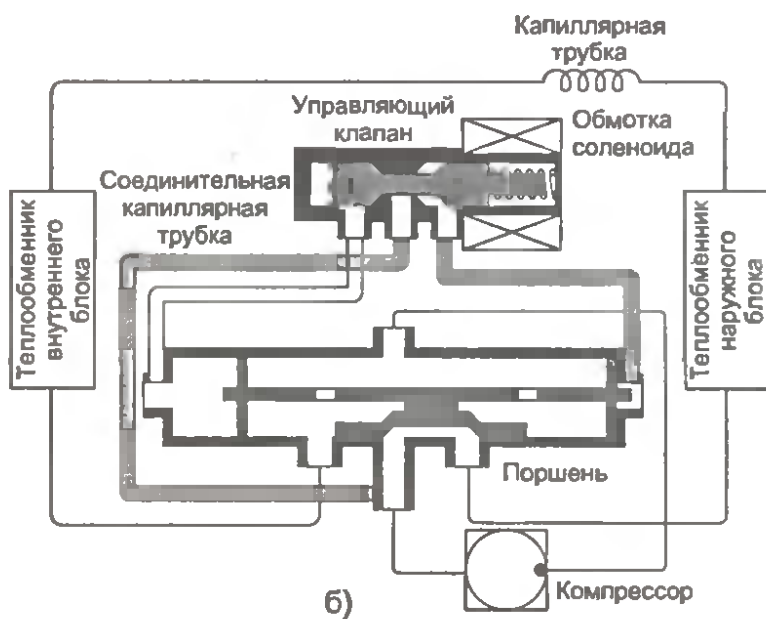 Капиллярная
трубка
Управляющий
клапан
Обмотка
соленоида
Соединительная
капиллярная
трубка
Теплообменник
внутреннего
блока
Теплообменник
наружного
блока
Поршень
Компрессор
б)